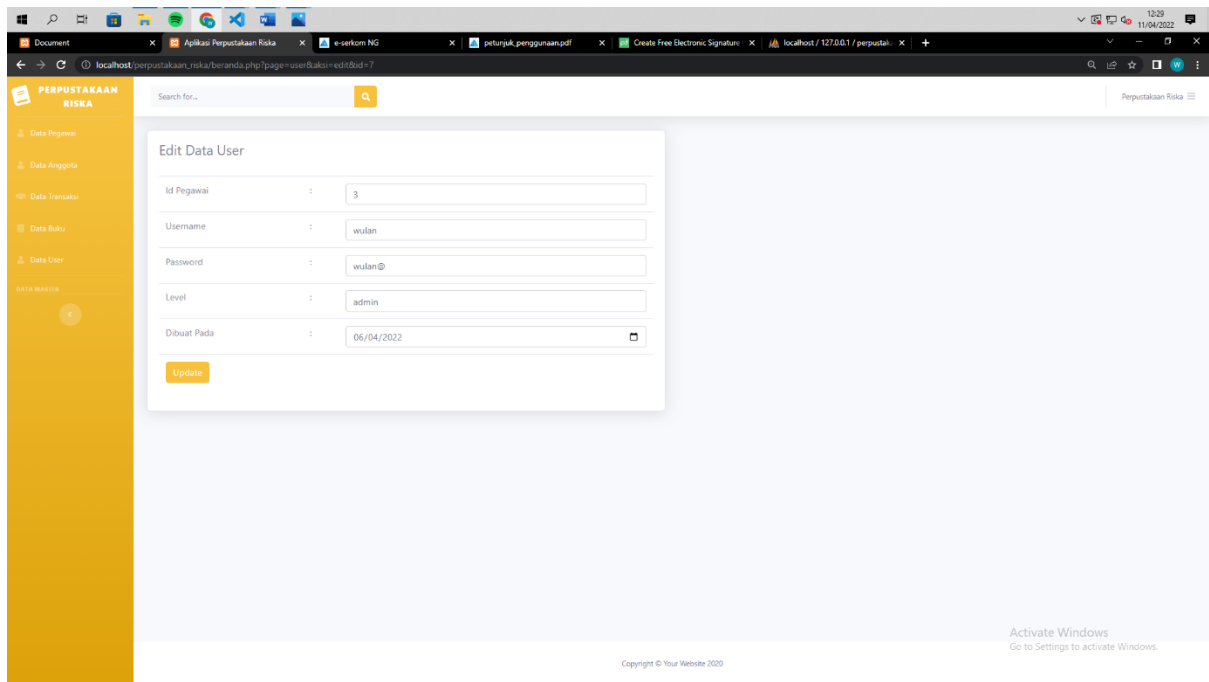 12:29
11/04/2022
Document
Aplikasi Perpustakaan Riska
e-serkom NG
petunjuk_penggunaan.pdf
Create Free Electronic Signature
localhost / 127.0.0.1 / perpustak
localhost/perpustakaan_riska/beranda.php?page=user&aksi=edit&id=7
W
PERPUSTAKAAN
RISKA
Search for...
Perpustakaan Riska
Data Pegawai
Data Anggota
Data Transaksi
Data Buku
Data User
DATA MASTER
Edit Data User
Id Pegawai : 3
Username : wulan
Password : wulan@
Level : admin
Dibuat Pada : 06/04/2022
Update
Activate Windows
Go to Settings to activate Windows.
Copyright © Your Website 2020